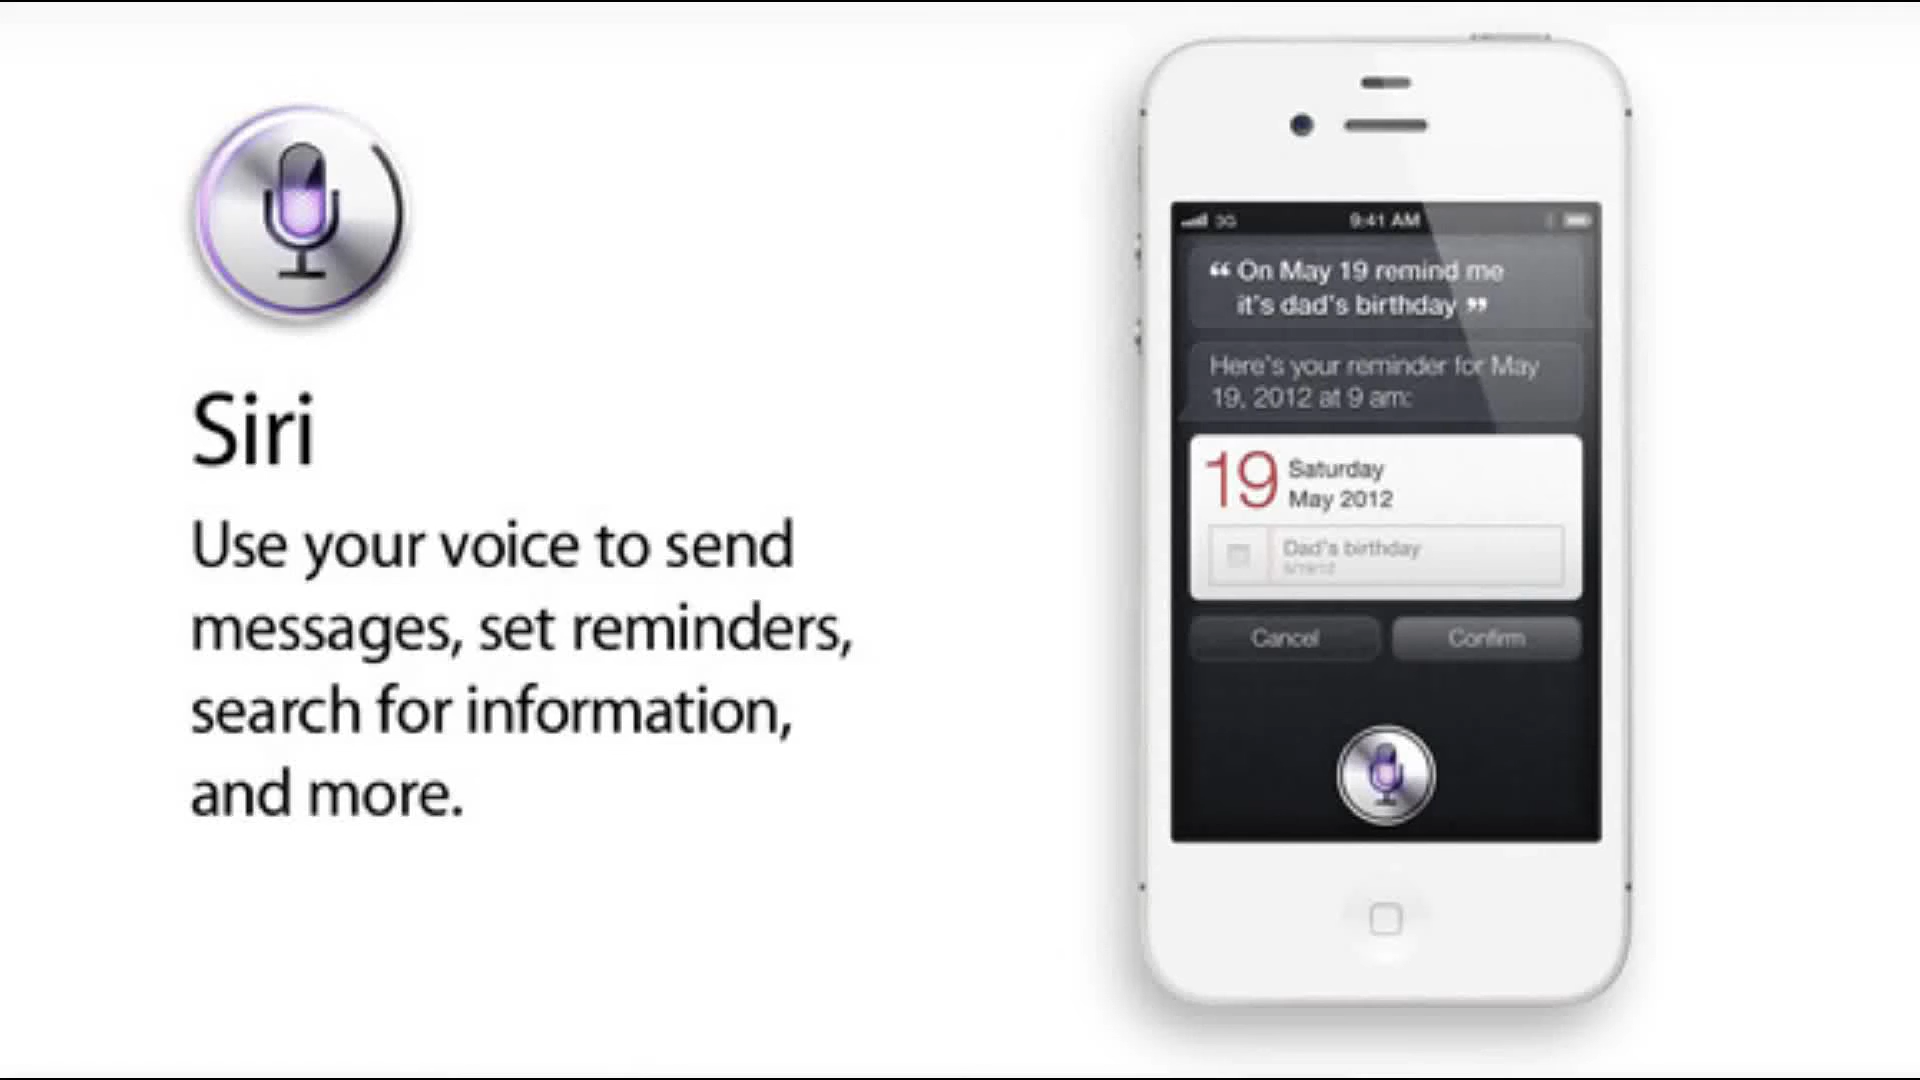 Siri
Use your voice to send
messages, set reminders,
search for information,
and more.
3G 9:41 AM
“ On May 19 remind me
it's dad's birthday ”
Here's your reminder for May
19, 2012 at 9 am:
19 Saturday
May 2012
Dad's birthday
Cancel Confirm